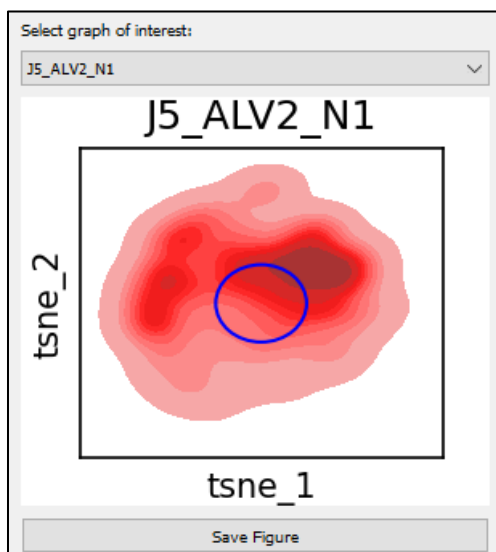 Select graph of interest:
J5_ALV2_N1
J5_ALV2_N1
tsne_2
tsne_1
Save Figure